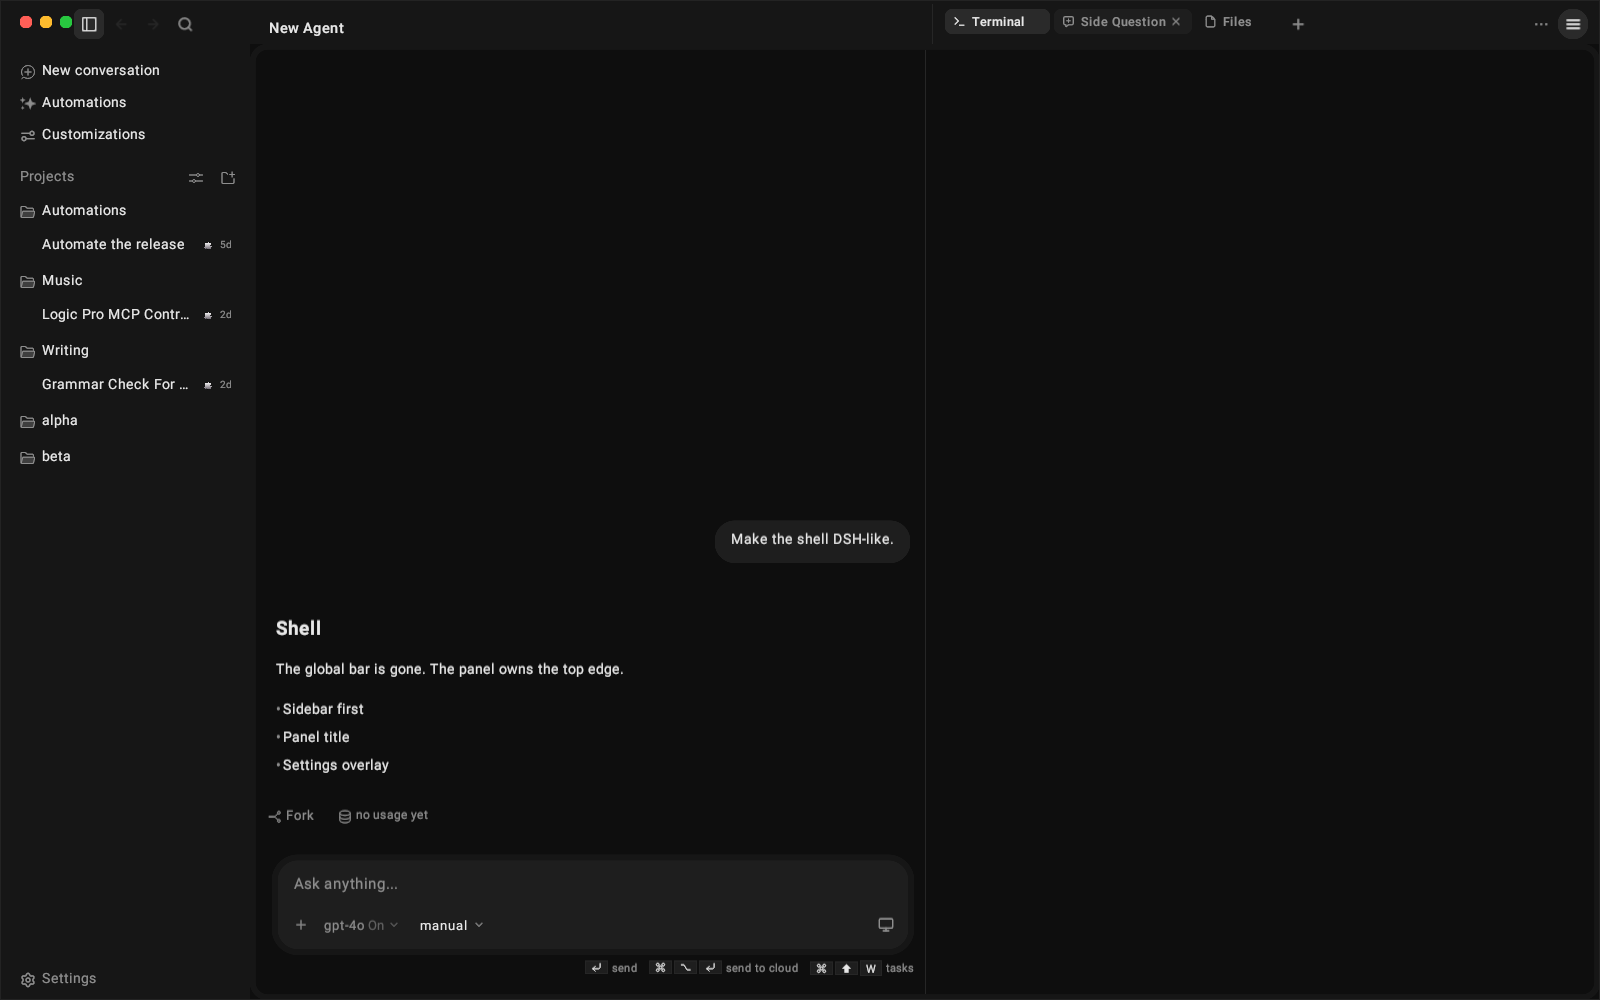 New Agent
Terminal
Side Question
Files
New conversation
Automations
Customizations
Projects
Automations
Automate the release 5d
Music
Logic Pro MCP Contr... 2d
Writing
Grammar Check For ... 2d
alpha
beta
Settings
Make the shell DSH-like.
Shell
The global bar is gone. The panel owns the top edge.
• Sidebar first
• Panel title
• Settings overlay
Fork no usage yet
Ask anything...
gpt-4o On manual
send ⌘ ⌥ send to cloud ⌘ W tasks